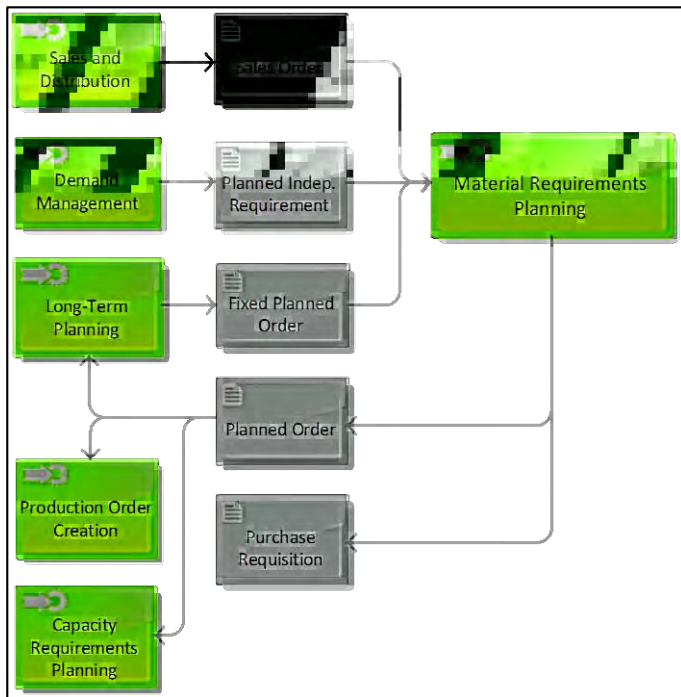 Sales and
Distribution
Sales Order
Demand
Management
Planned Indep.
Requirement
Material Requirements
Planning
Long-Term
Planning
Fixed Planned
Order
Planned Order
Production Order
Creation
Purchase
Requisition
Capacity
Requirements
Planning